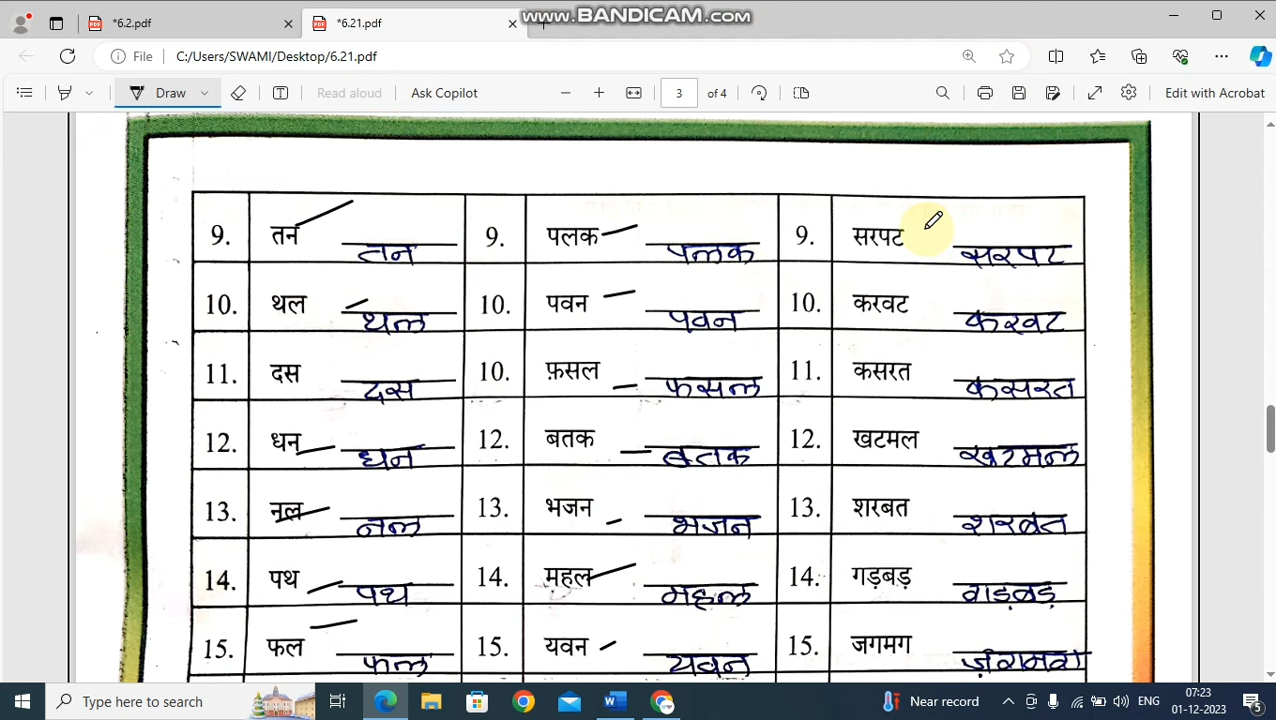 www.BANDICAM.com
*6.2.pdf
*6.21.pdf
File C:/Users/SWAMI/Desktop/6.21.pdf
Draw Read aloud Ask Copilot 3 of 4 Edit with Acrobat
9. तन तन 9. पलक पलक 9. सरपट सरपट
10. थल थल 10. पवन पवन 10. करवट करवट
11. दस दस 10. फ़सल फसल 11. कसरत कसरत
12. धन धन 12. बतक बतक 12. खटमल खटमल
13. नल नल 13. भजन भजन 13. शरबत शरबत
14. पथ पथ 14. महल महल 14. गड़बड़ गड़बड़
15. फल फल 15. यवन यवन 15. जगमग जगमग
Type here to search Near record ENG 07:23
01-12-2023 5